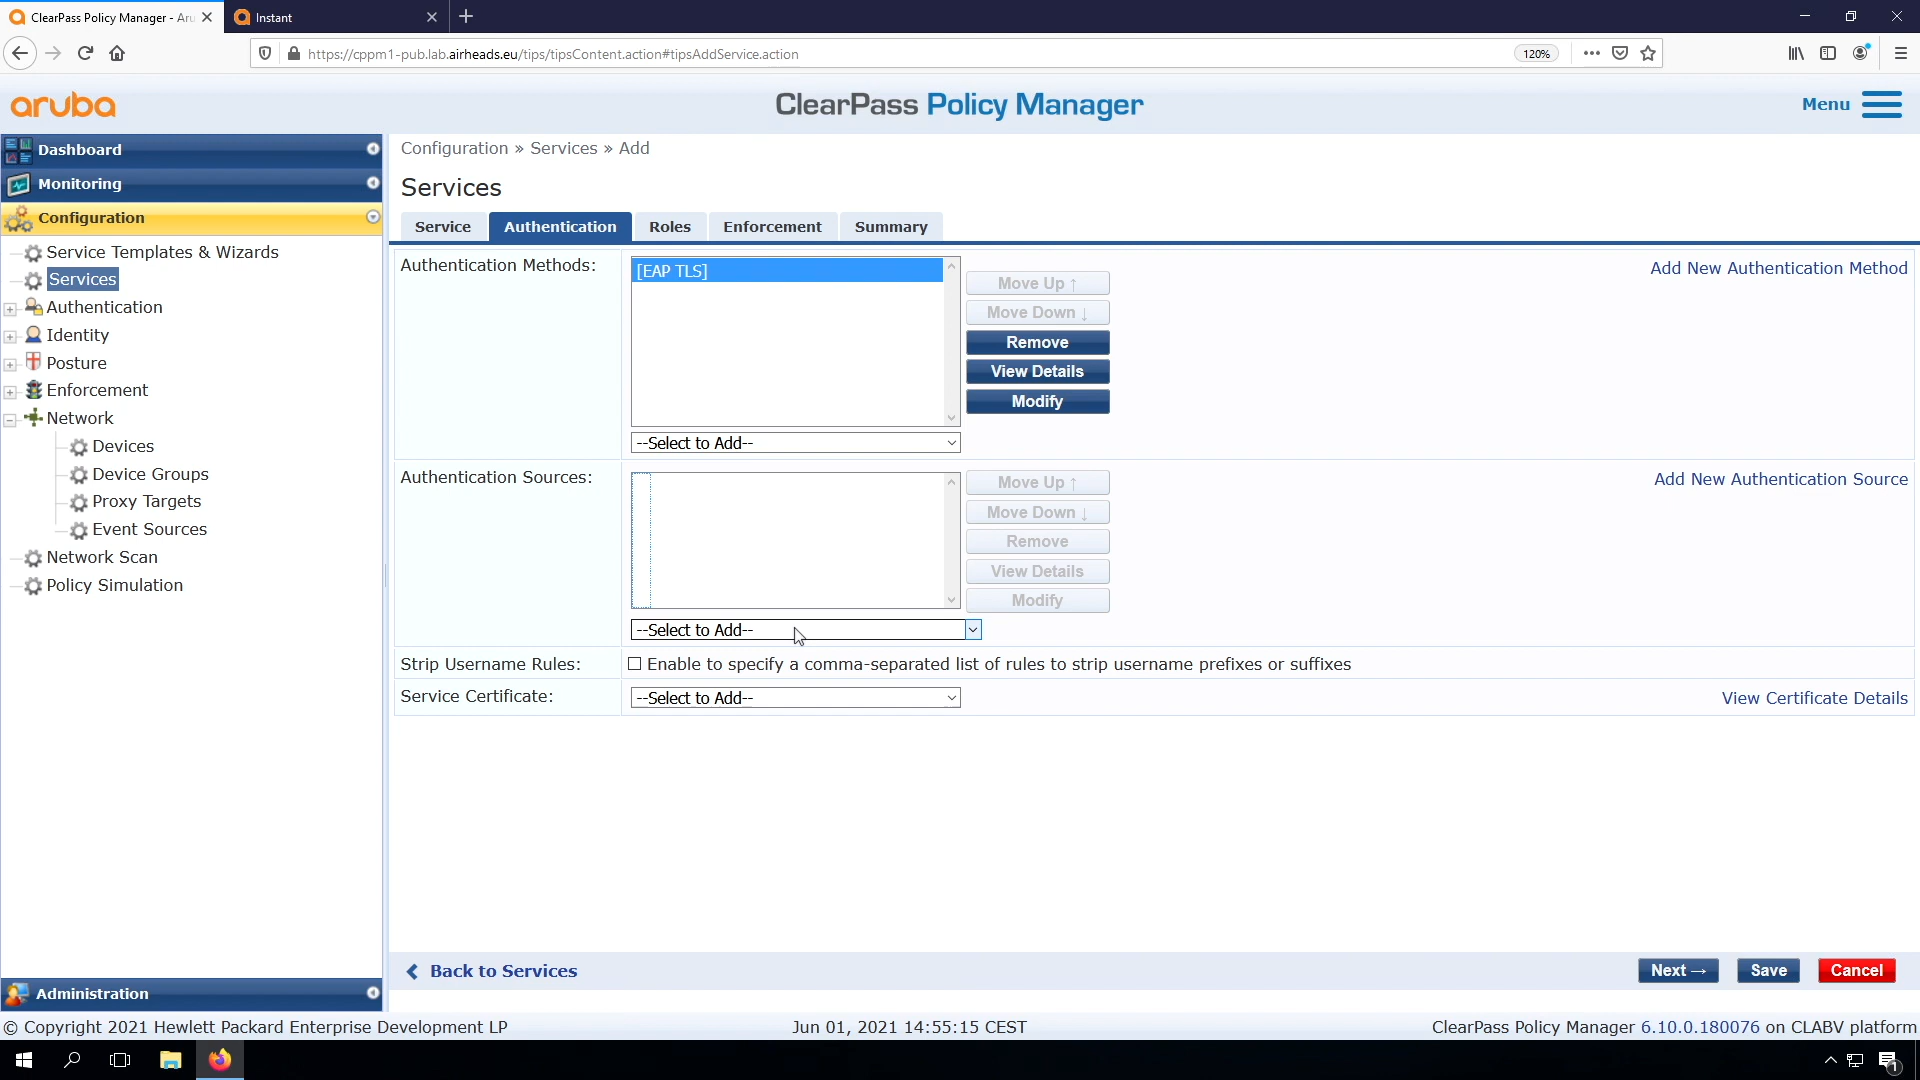 ClearPass Policy Manager - Aru
Instant
https://cppm1-pub.lab.airheads.eu/tips/tipsContent.action#tipsAddService.action
120%
aruba
ClearPass Policy Manager
Menu
Dashboard
Monitoring
Configuration
Service Templates & Wizards
Services
Authentication
Identity
Posture
Enforcement
Network
Devices
Device Groups
Proxy Targets
Event Sources
Network Scan
Policy Simulation
Administration
Configuration » Services » Add
Services
Service
Authentication
Roles
Enforcement
Summary
Authentication Methods:
[EAP TLS]
Move Up ↑
Move Down ↓
Remove
View Details
Modify
Add New Authentication Method
--Select to Add--
Authentication Sources:
Move Up ↑
Move Down ↓
Remove
View Details
Modify
Add New Authentication Source
--Select to Add--
Strip Username Rules:
Enable to specify a comma-separated list of rules to strip username prefixes or suffixes
Service Certificate:
--Select to Add--
View Certificate Details
Back to Services
Next →
Save
Cancel
© Copyright 2021 Hewlett Packard Enterprise Development LP
Jun 01, 2021 14:55:15 CEST
ClearPass Policy Manager 6.10.0.180076 on CLABV platform
1